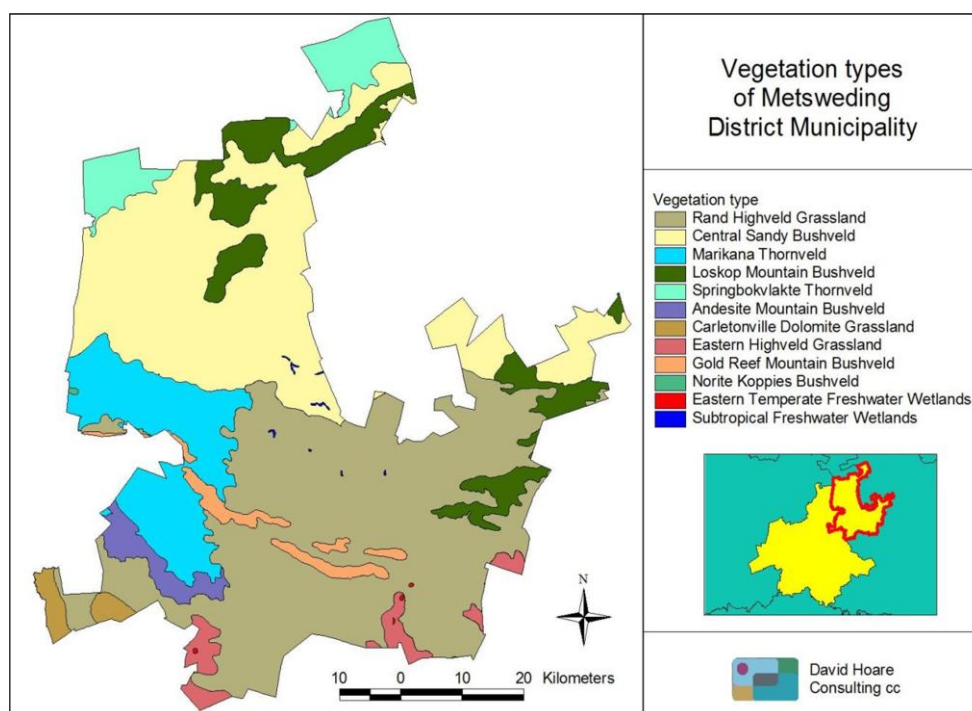 Vegetation types
of Metsweding
District Municipality
Vegetation type
Rand Highveld Grassland
Central Sandy Bushveld
Marikana Thornveld
Loskop Mountain Bushveld
Springbokvlakte Thornveld
Andesite Mountain Bushveld
Carletonville Dolomite Grassland
Eastern Highveld Grassland
Gold Reef Mountain Bushveld
Norite Koppies Bushveld
Eastern Temperate Freshwater Wetlands
Subtropical Freshwater Wetlands
N
10 0 10 20 Kilometers
David Hoare
Consulting cc